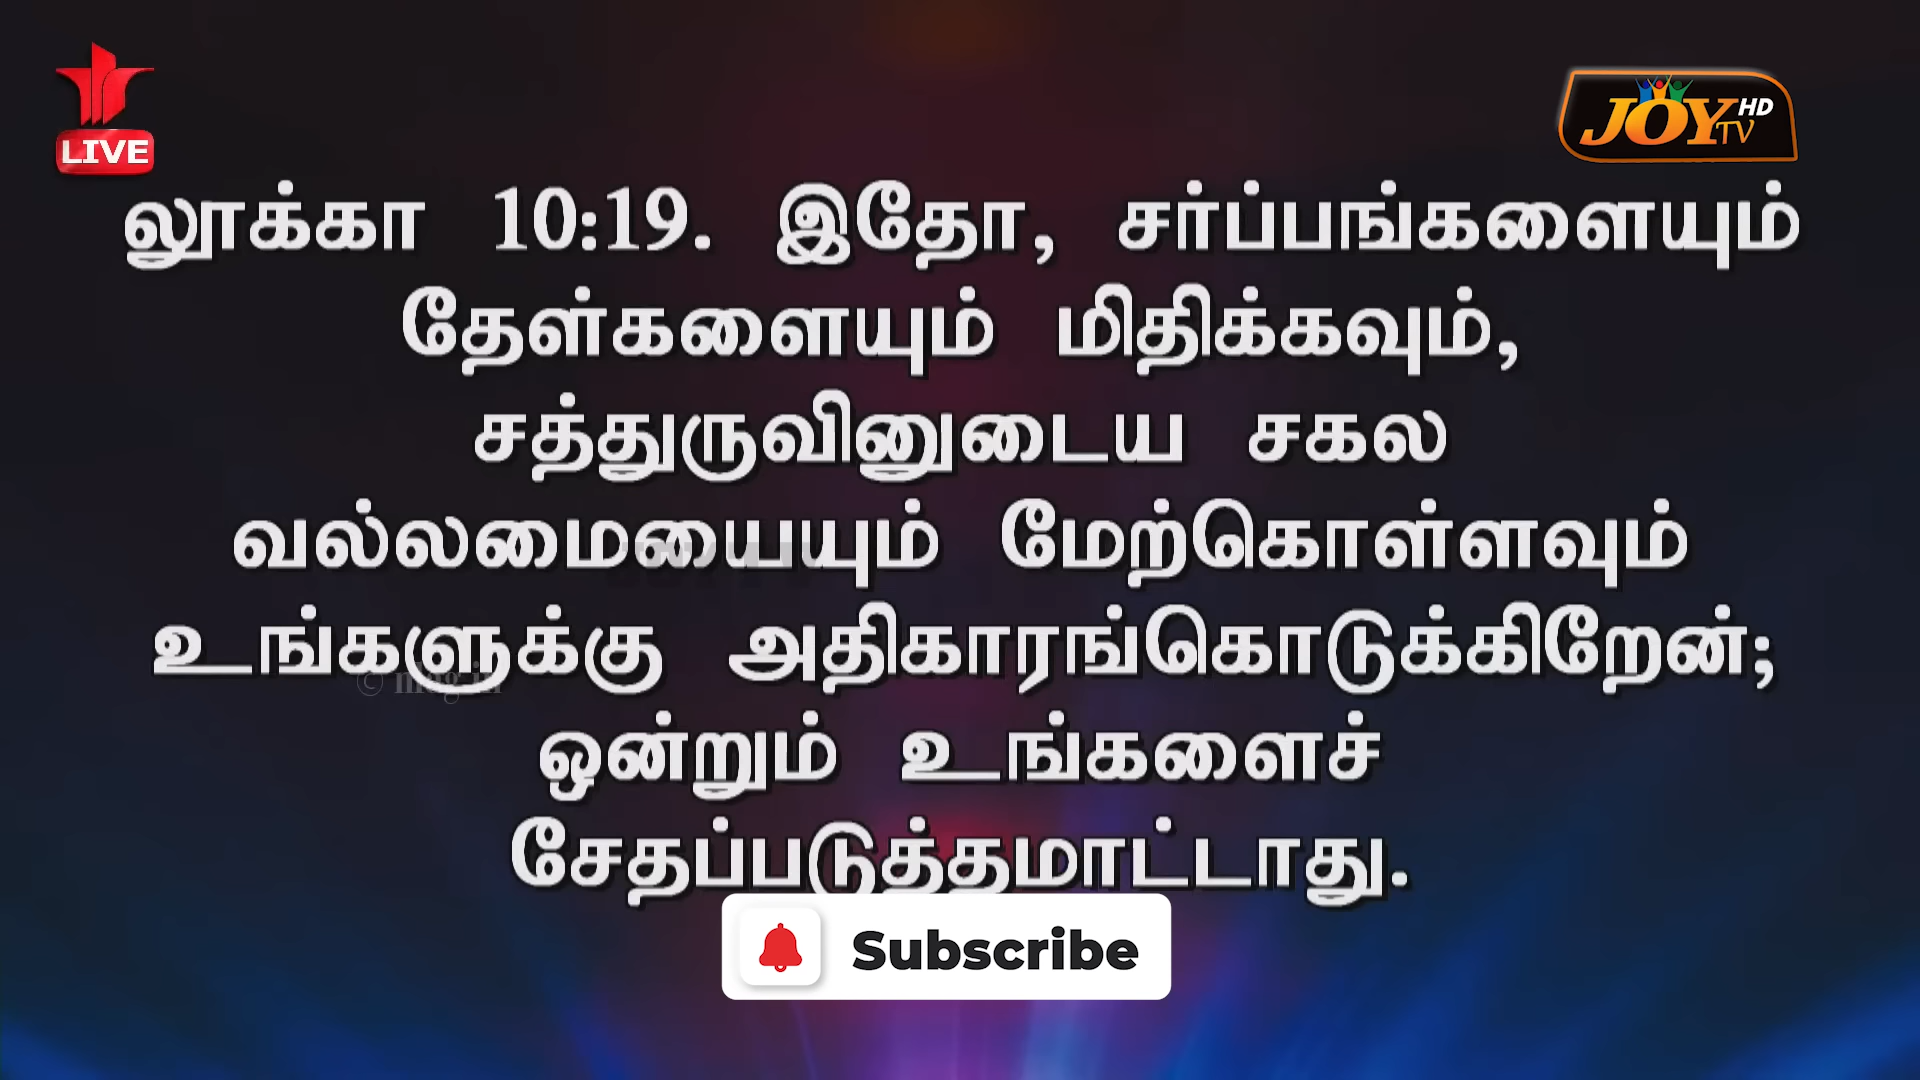 LIVE
JOY TV HD
லூக்கா 10:19. இதோ, சர்ப்பங்களையும்
தேள்களையும் மிதிக்கவும்,
சத்துருவினுடைய சகல
வல்லமையையும் மேற்கொள்ளவும்
உங்களுக்கு அதிகாரங்கொடுக்கிறேன்;
ஒன்றும் உங்களைச்
சேதப்படுத்தமாட்டாது.
Subscribe